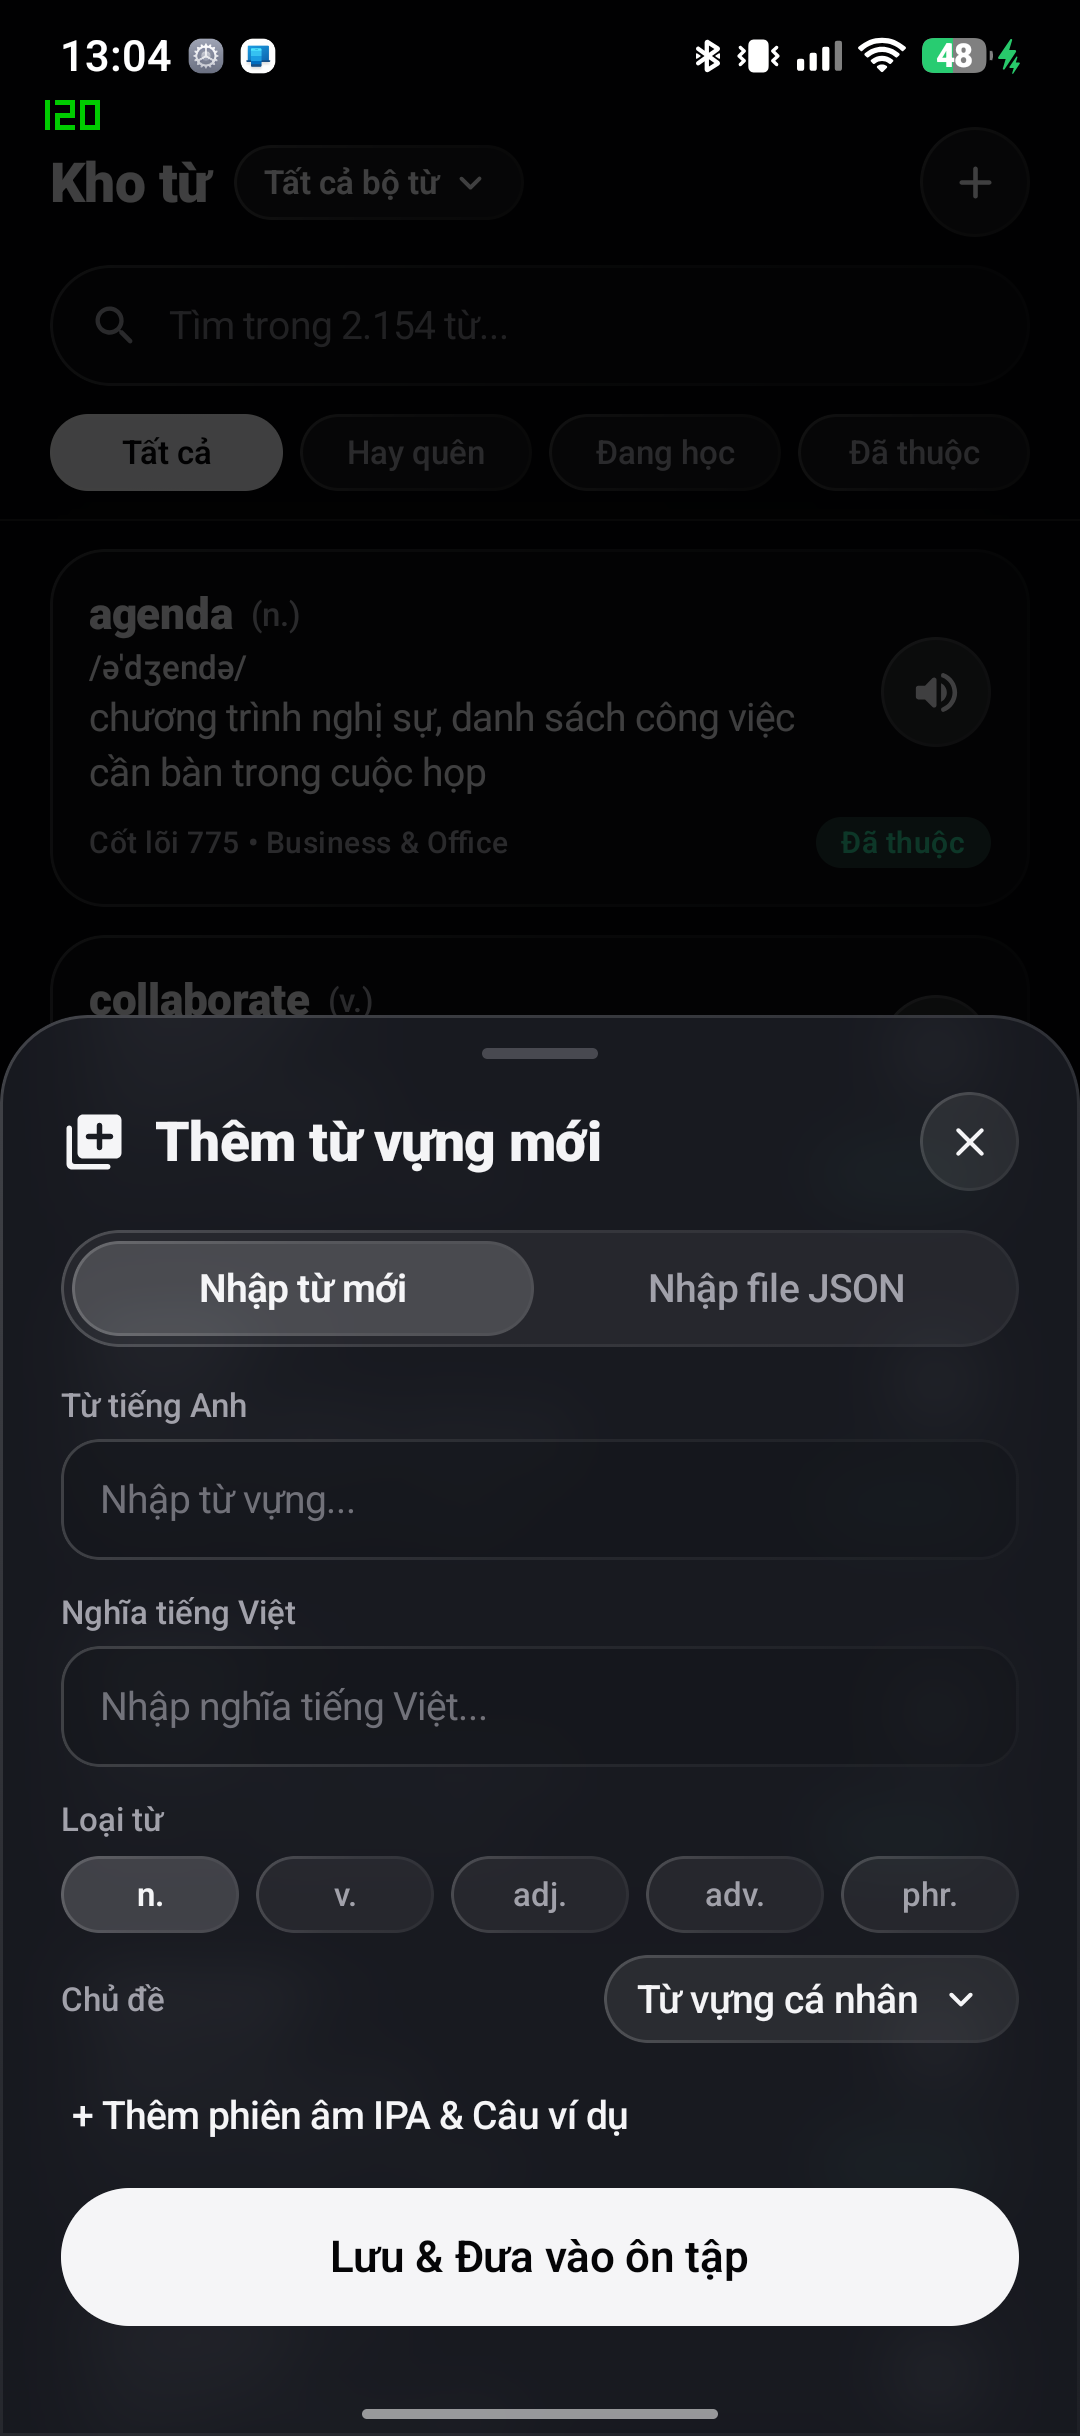 13:04
48
120
Kho từ
Tất cả bộ từ
Tìm trong 2.154 từ...
Tất cả
Hay quên
Đang học
Đã thuộc
agenda (n.)
/ə'dʒendə/
chương trình nghị sự, danh sách công việc
cần bàn trong cuộc họp
Cốt lõi 775 • Business & Office
Đã thuộc
collaborate (v.)
Thêm từ vựng mới
Nhập từ mới
Nhập file JSON
Từ tiếng Anh
Nhập từ vựng...
Nghĩa tiếng Việt
Nhập nghĩa tiếng Việt...
Loại từ
n.
v.
adj.
adv.
phr.
Chủ đề
Từ vựng cá nhân
+ Thêm phiên âm IPA & Câu ví dụ
Lưu & Đưa vào ôn tập